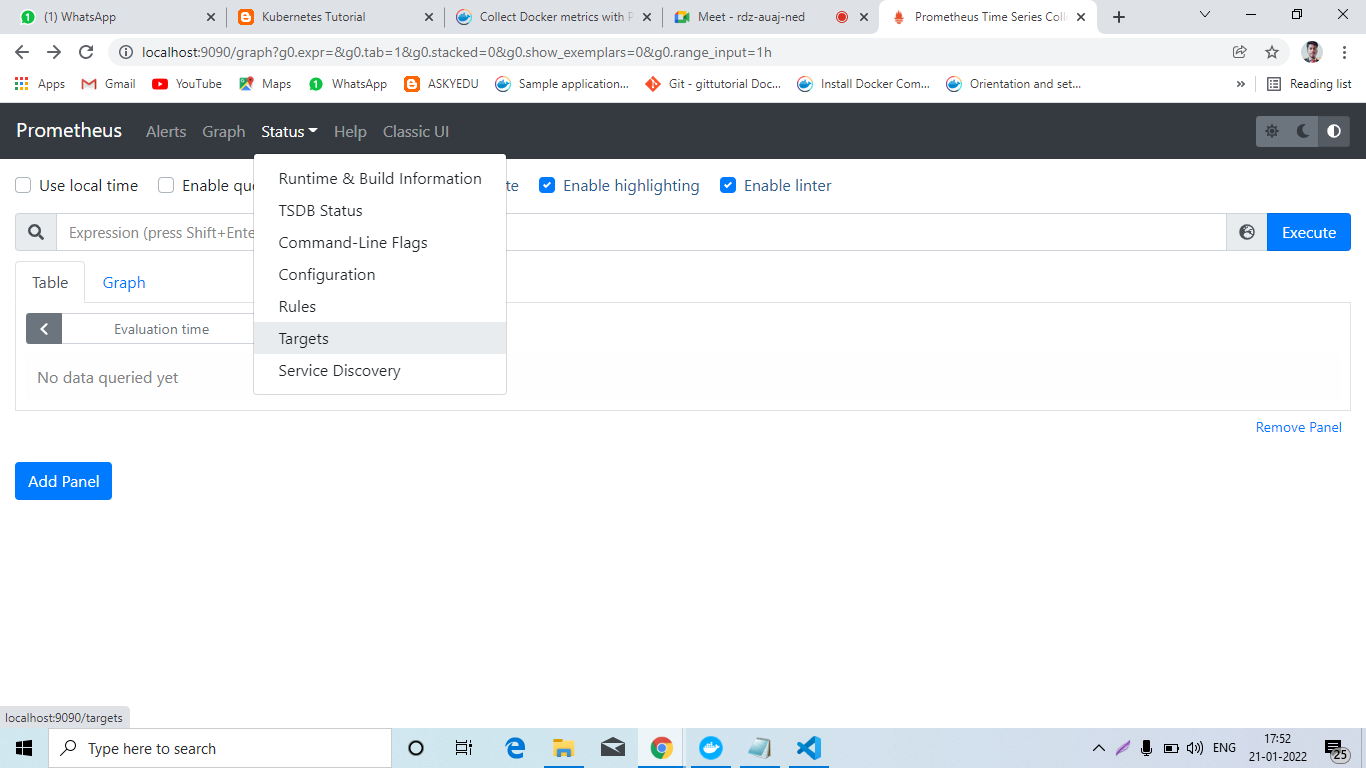 (1) WhatsApp
Kubernetes Tutorial
Collect Docker metrics with P
Meet - rdz-auaj-ned
Prometheus Time Series Coll
localhost:9090/graph?g0.expr=&g0.tab=1&g0.stacked=0&g0.show_exemplars=0&g0.range_input=1h
Apps Gmail YouTube Maps WhatsApp ASKYEDU Sample application... Git - gittutorial Doc... Install Docker Com... Orientation and set... » Reading list
Prometheus Alerts Graph Status Help Classic UI
Use local time Enable que te Enable highlighting Enable linter
Expression (press Shift+Ente Execute
Table Graph
Evaluation time
No data queried yet
Runtime & Build Information
TSDB Status
Command-Line Flags
Configuration
Rules
Targets
Service Discovery
Remove Panel
Add Panel
localhost:9090/targets
Type here to search
ENG
17:52
21-01-2022
25